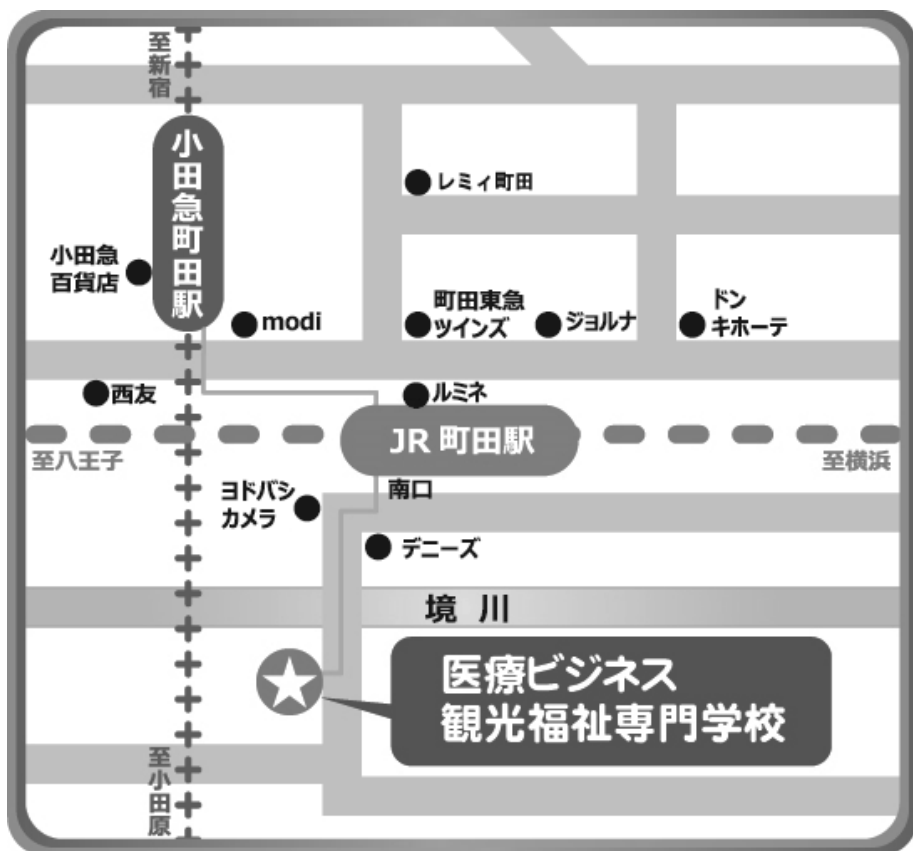 至新宿
小田急町田駅
レミィ町田
小田急
百貨店
modi
町田東急
ツインズ
ジョルナ
ドン
キホーテ
西友
ルミネ
JR 町田駅
至八王子
至横浜
南口
ヨドバシ
カメラ
デニーズ
境川
医療ビジネス
観光福祉専門学校
至小田原